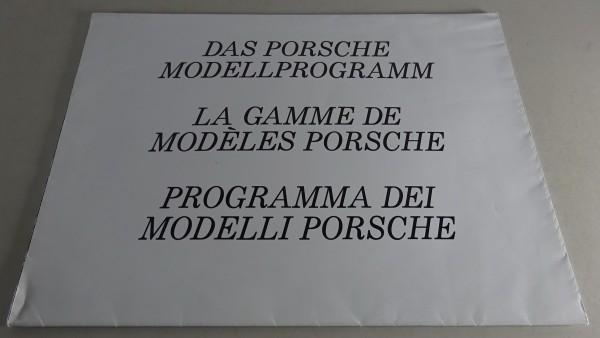 DAS PORSCHE
MODELLPROGRAMM
LA GAMME DE
MODÈLES PORSCHE
PROGRAMMA DEI
MODELLI PORSCHE